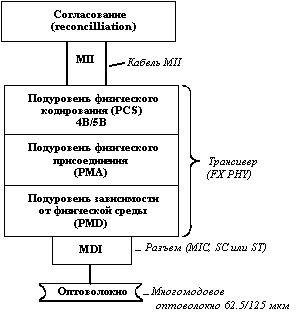 Согласование
(reconcilliation)
MII
Кабель MII
Подуровень физического
кодирования (PCS)
4B/5B
Подуровень физического
присоединения
(PMA)
Трансивер
(FX PHY)
Подуровень зависимости
от физической среды
(PMD)
MDI
Разъем (MIC, SC или ST)
Оптоволокно
Многомодовое
оптоволокно 62.5/125 мкм